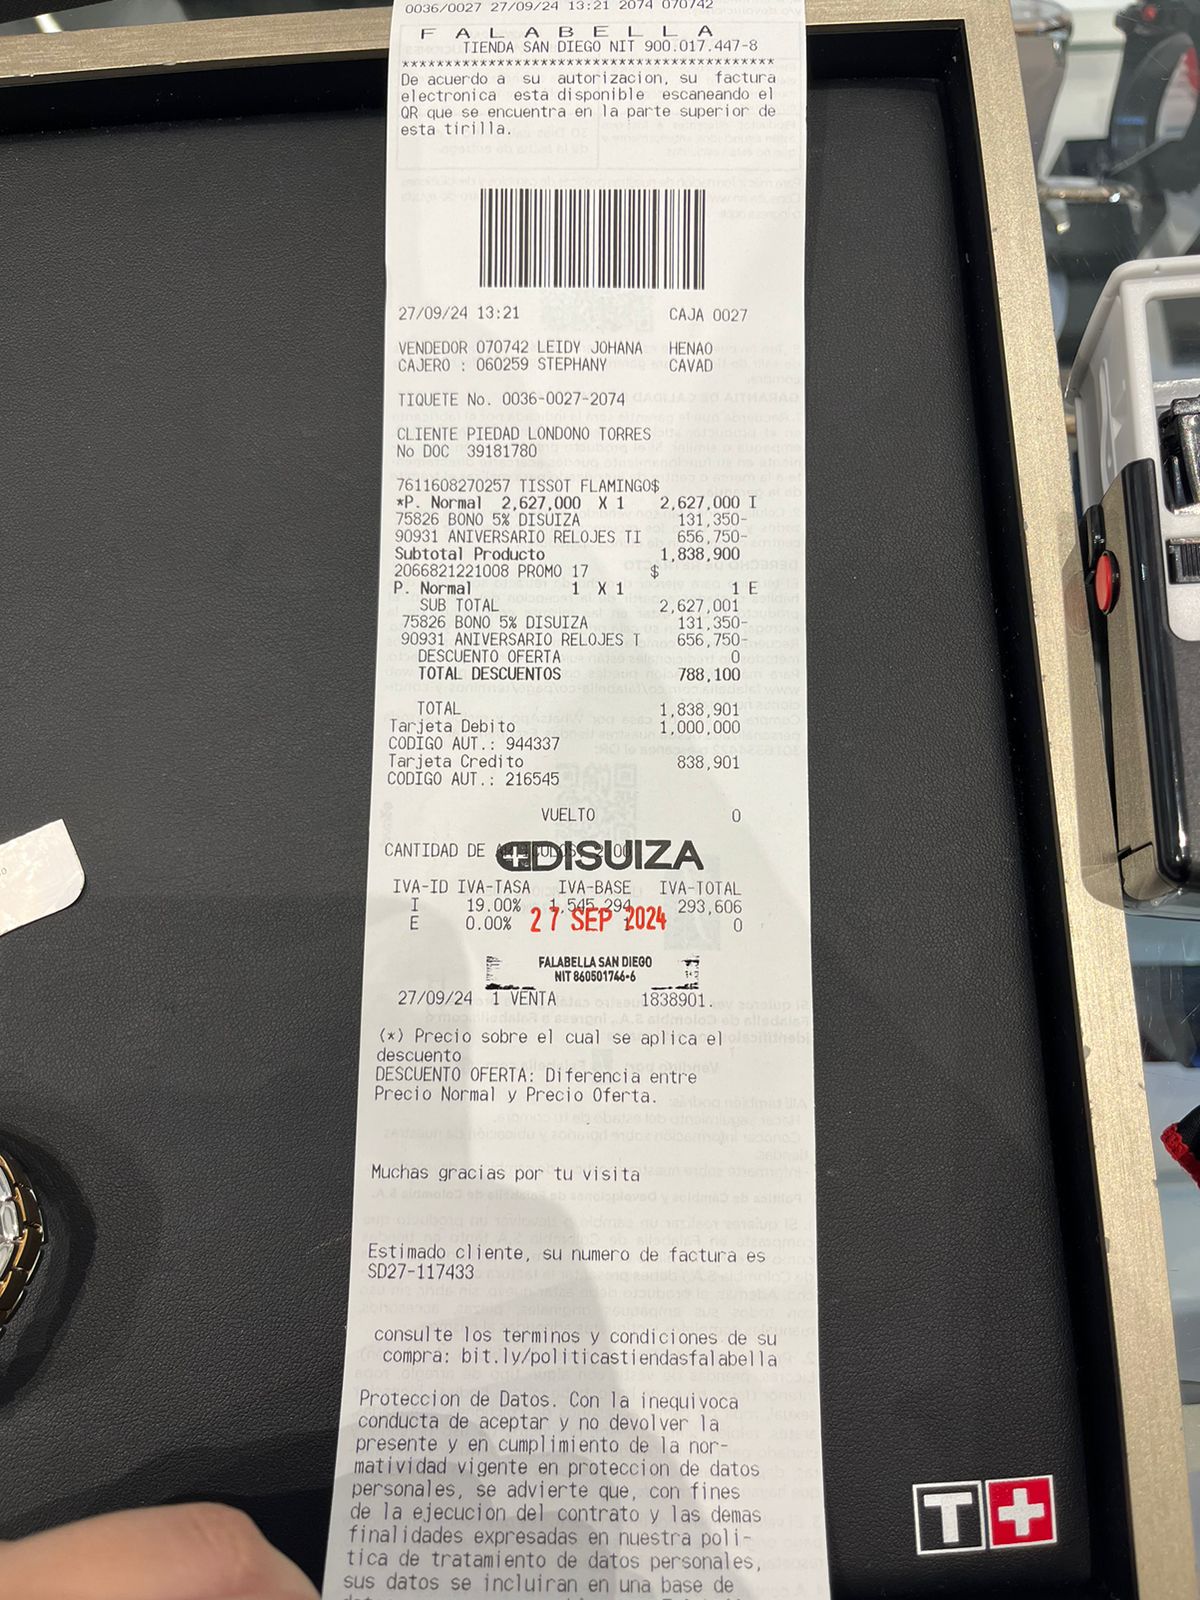 0036/0027 27/09/24 13:21 2074 070742
F A L A B E L L A
TIENDA SAN DIEGO NIT 900.017.447-8
******************************************
De acuerdo a su autorizacion, su factura
electronica esta disponible escaneando el
QR que se encuentra en la parte superior de
esta tirilla.
27/09/24 13:21 CAJA 0027
VENDEDOR 070742 LEIDY JOHANA HENAO
CAJERO : 060259 STEPHANY CAVAD
TIQUETE No. 0036-0027-2074
CLIENTE PIEDAD LONDONO TORRES
No DOC 39181780
7611608270257 TISSOT FLAMINGO$
*P. Normal 2,627,000 X 1 2,627,000 I
75826 BONO 5% DISUIZA 131,350-
90931 ANIVERSARIO RELOJES TI 656,750-
Subtotal Producto 1,838,900
2066821221008 PROMO 17 $
P. Normal 1 X 1 1 E
SUB TOTAL 2,627,001
75826 BONO 5% DISUIZA 131,350-
90931 ANIVERSARIO RELOJES T 656,750-
DESCUENTO OFERTA 0
TOTAL DESCUENTOS 788,100
TOTAL 1,838,901
Tarjeta Debito 1,000,000
CODIGO AUT.: 944337
Tarjeta Credito 838,901
CODIGO AUT.: 216545
VUELTO 0
CANTIDAD DE
DISUIZA
IVA-ID IVA-TASA IVA-BASE IVA-TOTAL
I 19.00% 1,545,294 293,606
E 0.00% 0
27 SEP 2024
FALABELLA SAN DIEGO
NIT 860501746-6
27/09/24 1 VENTA 1838901.
(*) Precio sobre el cual se aplica el
descuento
DESCUENTO OFERTA: Diferencia entre
Precio Normal y Precio Oferta.
Muchas gracias por tu visita
Estimado cliente, su numero de factura es
SD27-117433
consulte los terminos y condiciones de su
compra: bit.ly/politicastiendasfalabella
Proteccion de Datos. Con la inequivoca
conducta de aceptar y no devolver la
presente y en cumplimiento de la nor-
matividad vigente en proteccion de datos
personales, se advierte que, con fines
de la ejecucion del contrato y las demas
finalidades expresadas en nuestra poli-
tica de tratamiento de datos personales,
sus datos se incluiran en una base de
T+